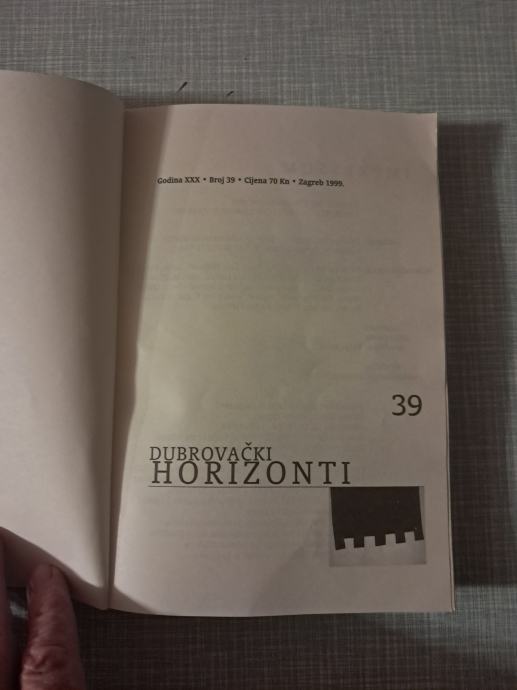 Godina XXX • Broj 39 • Cijena 70 Kn • Zagreb 1999.
39
DUBROVAČKI
HORIZONTI